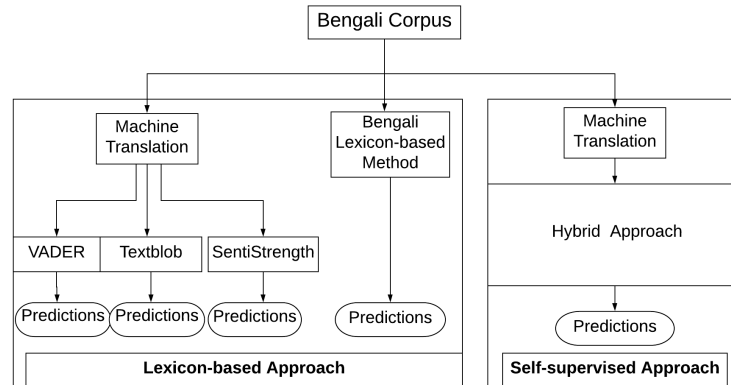 Bengali Corpus
Machine
Translation
Bengali
Lexicon-based
Method
Machine
Translation
VADER
Textblob
SentiStrength
Hybrid Approach
Predictions
Predictions
Predictions
Predictions
Predictions
Lexicon-based Approach
Self-supervised Approach